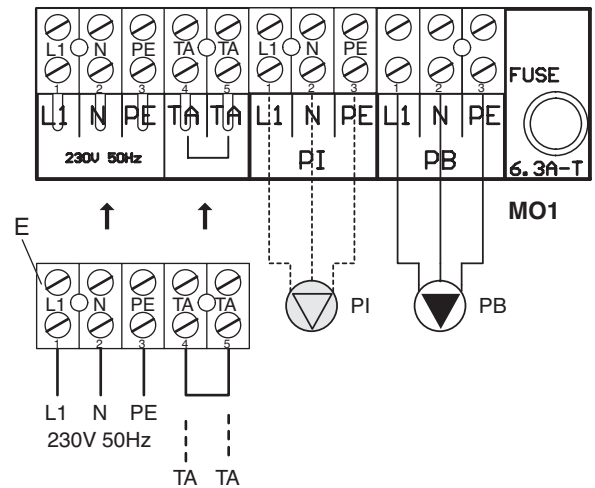 L1 N PE TA TA L1 N PE
1 2 3 4 5 1 2 3 1 2 3
FUSE
L1 N PE TA TA L1 N PE L1 N PE
230V 50Hz PI PB
6.3A-T
MO1
E
L1 N PE TA TA
1 2 3 4 5
PI PB
L1 N PE
230V 50Hz
TA TA